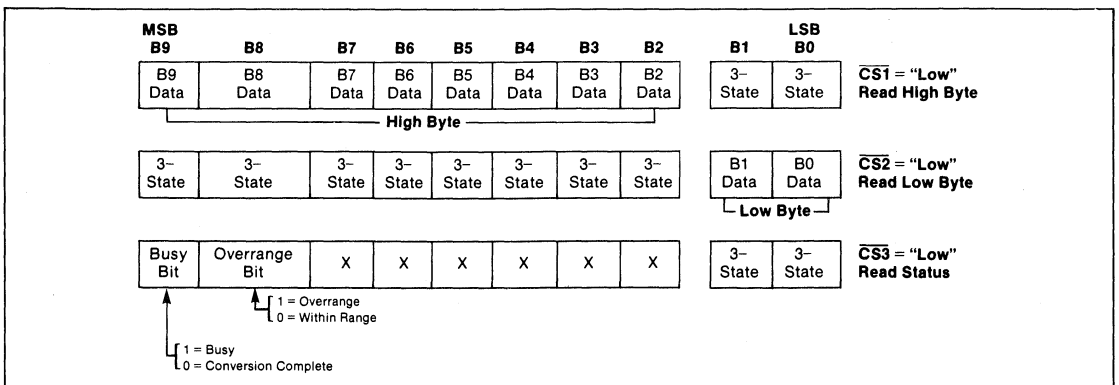 MSB LSB
B9 B8 B7 B6 B5 B4 B3 B2 B1 B0
B9 Data B8 Data B7 Data B6 Data B5 Data B4 Data B3 Data B2 Data 3– State 3– State
CS1 = “Low”
Read High Byte
High Byte
3– State 3– State 3– State 3– State 3– State 3– State 3– State 3– State B1 Data B0 Data
CS2 = “Low”
Read Low Byte
Low Byte
Busy Bit Overrange Bit X X X X X X 3– State 3– State
CS3 = “Low”
Read Status
1 = Overrange
0 = Within Range
1 = Busy
0 = Conversion Complete